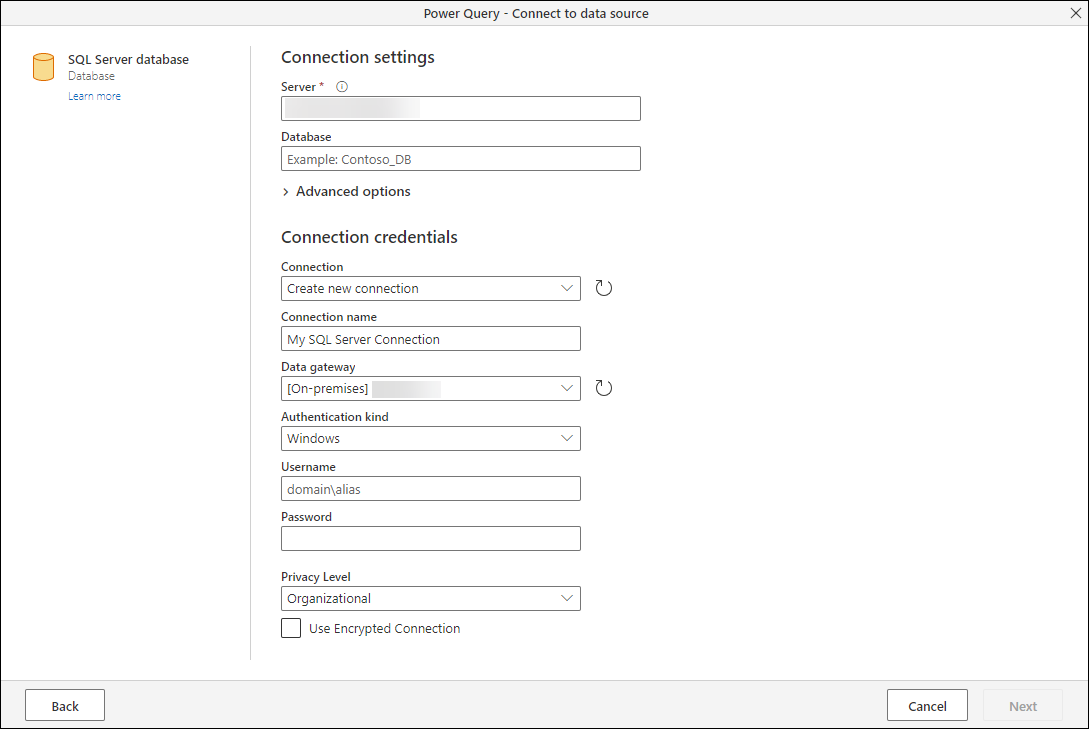 Power Query - Connect to data source
SQL Server database
Database
Learn more
Connection settings
Server *
Database
Example: Contoso_DB
Advanced options
Connection credentials
Connection
Create new connection
Connection name
My SQL Server Connection
Data gateway
[On-premises]
Authentication kind
Windows
Username
domain\alias
Password
Privacy Level
Organizational
Use Encrypted Connection
Back
Cancel
Next